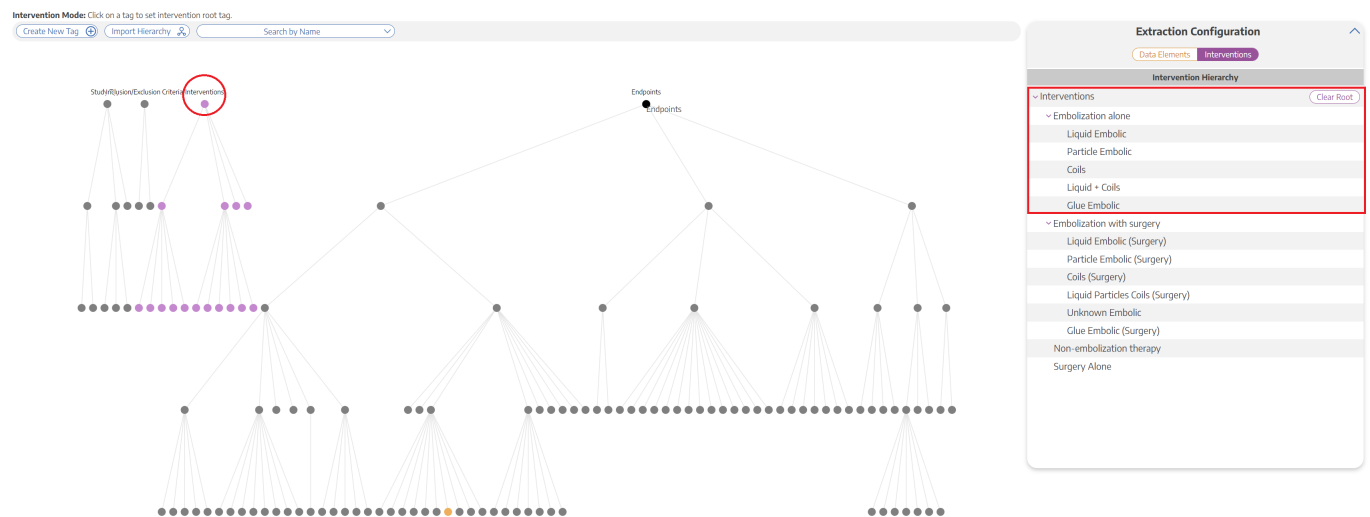 Intervention Mode: Click on a tag to set intervention root tag.
Create New Tag
Import Hierarchy
Search by Name
Inclusion/Exclusion Criteria
Interventions
Endpoints
Endpoints
Extraction Configuration
Data Elements
Interventions
Intervention Hierarchy
Interventions
Clear Root
Embolization alone
Liquid Embolic
Particle Embolic
Coils
Liquid + Coils
Glue Embolic
Embolization with surgery
Liquid Embolic (Surgery)
Particle Embolic (Surgery)
Coils (Surgery)
Liquid Particles Coils (Surgery)
Unknown Embolic
Glue Embolic (Surgery)
Non-embolization therapy
Surgery Alone